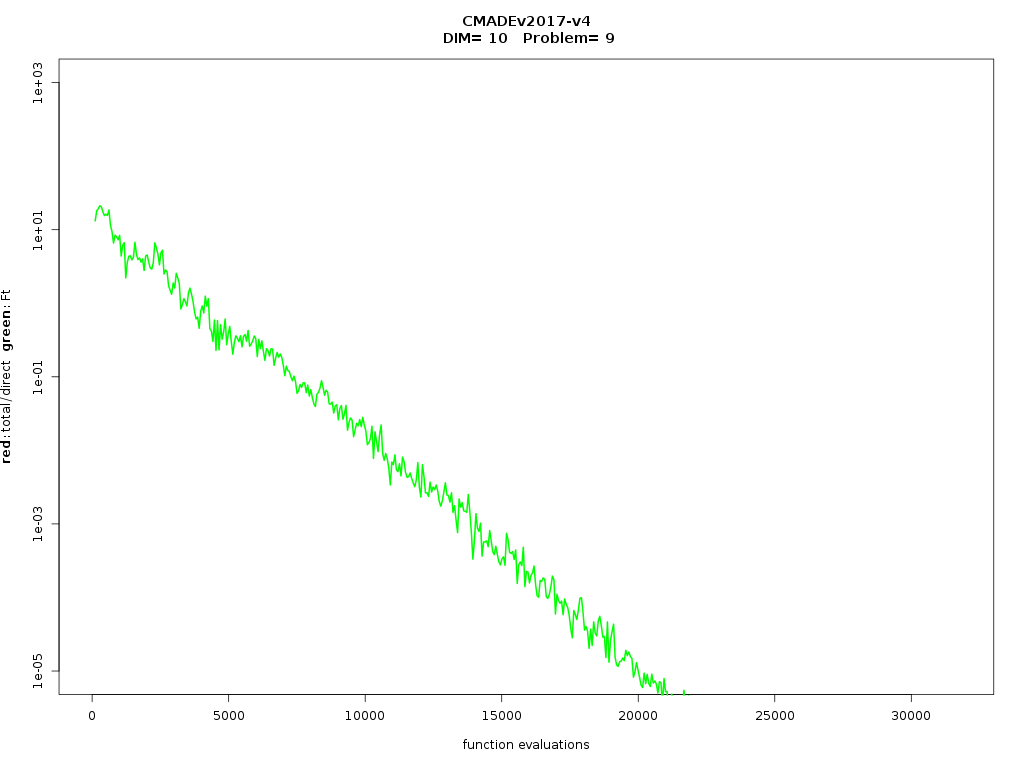 CMADEv2017-v4
DIM= 10 Problem= 9
red:total/direct green:Ft
1e+03
1e+01
1e-01
1e-03
1e-05
0 5000 10000 15000 20000 25000 30000
function evaluations